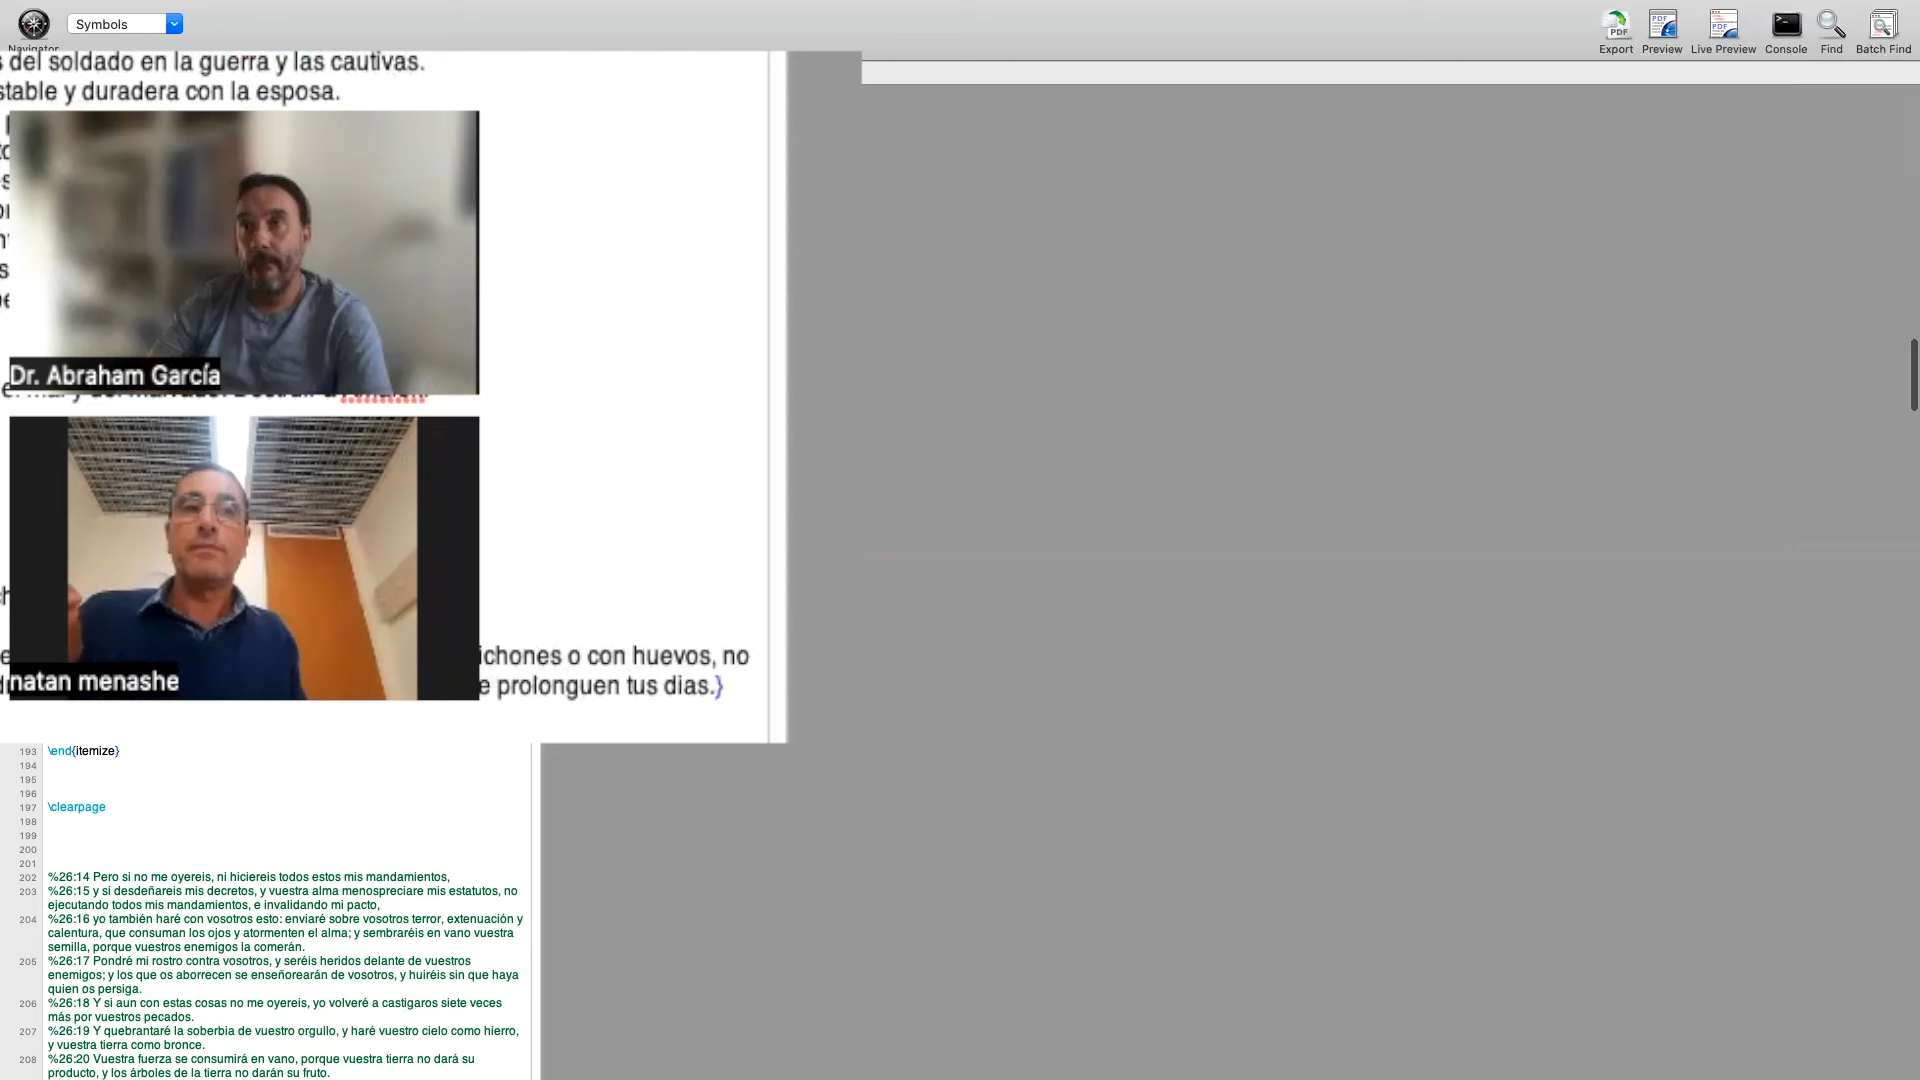 Symbols
Navigator
Export
Preview
Live Preview
Console
Find
Batch Find
del soldado en la guerra y las cautivas.
stable y duradera con la esposa.
Dr. Abraham García
ichones o con huevos, no
e prolonguen tus dias.}
natan menashe
193 \end{itemize}
194
195
196
197 \clearpage
198
199
200
201
202 %26:14 Pero si no me oyereis, ni hiciereis todos estos mis mandamientos,
203 %26:15 y si desdeñareis mis decretos, y vuestra alma menospreciare mis estatutos, no
ejecutando todos mis mandamientos, e invalidando mi pacto,
204 %26:16 yo también haré con vosotros esto: enviaré sobre vosotros terror, extenuación y
calentura, que consuman los ojos y atormenten el alma; y sembraréis en vano vuestra
semilla, porque vuestros enemigos la comerán.
205 %26:17 Pondré mi rostro contra vosotros, y seréis heridos delante de vuestros
enemigos; y los que os aborrecen se enseñorearán de vosotros, y huiréis sin que haya
quien os persiga.
206 %26:18 Y si aun con estas cosas no me oyereis, yo volveré a castigaros siete veces
más por vuestros pecados.
207 %26:19 Y quebrantaré la soberbia de vuestro orgullo, y haré vuestro cielo como hierro,
y vuestra tierra como bronce.
208 %26:20 Vuestra fuerza se consumirá en vano, porque vuestra tierra no dará su
producto, y los árboles de la tierra no darán su fruto.